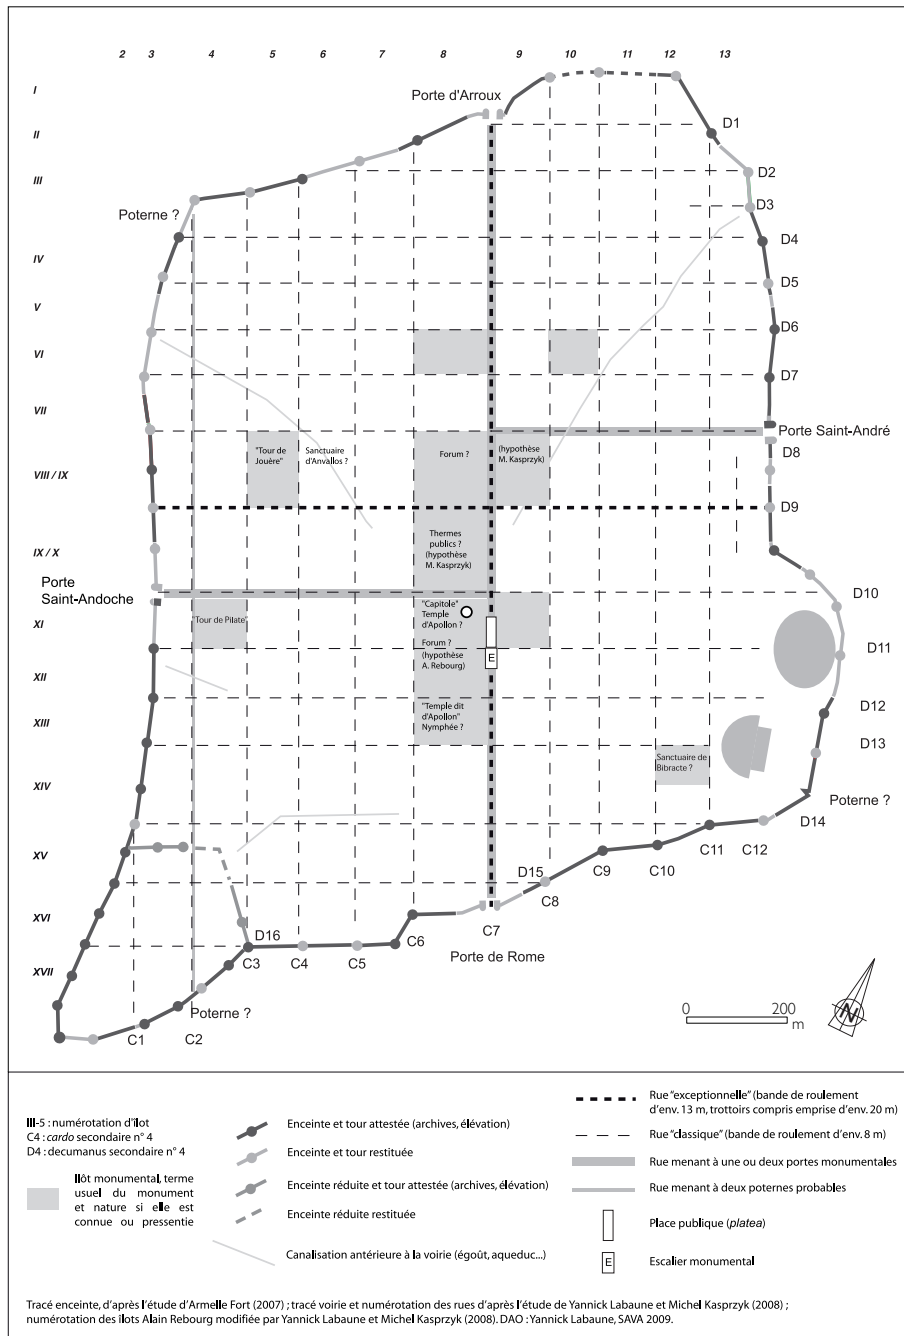 2 3 4 5 6 7 8 9 10 11 12 13
I
Porte d'Arroux
II
D1
III
D2
Poterne ?
D3
D4
IV
D5
V
D6
VI
D7
VII
Porte Saint-André
"Tour de
Jouère"
Sanctuaire
d'Anvallos ?
Forum ?
(hypothèse
M. Kasprzyk)
D8
VIII / IX
D9
Thermes
publics ?
(hypothèse
M. Kasprzyk)
IX / X
Porte
Saint-Andoche
D10
"Tour de Pilate"
"Capitole"
Temple
d'Apollon ?
XI
Forum ?
(hypothèse
A. Rebourg)
E
D11
XII
"Temple dit
d'Apollon"
Nymphée ?
D12
XIII
D13
Sanctuaire de
Bibracte ?
XIV
Poterne ?
D14
C12
C11
C10
C9
XV
D15
C8
XVI
C7
C6
D16
C3
C4
C5
Porte de Rome
XVII
Poterne ?
C1
C2
0 200
m
N
III-5 : numérotation d'îlot
C4 : cardo secondaire n° 4
D4 : decumanus secondaire n° 4
Ilôt monumental, terme
usuel du monument
et nature si elle est
connue ou pressentie
Enceinte et tour attestée (archives, élévation)
Enceinte et tour restituée
Enceinte réduite et tour attestée (archives, élévation)
Enceinte réduite restituée
Canalisation antérieure à la voirie (égoût, aqueduc...)
Rue "exceptionnelle" (bande de roulement
d'env. 13 m, trottoirs compris emprise d'env. 20 m)
Rue "classique" (bande de roulement d'env. 8 m)
Rue menant à une ou deux portes monumentales
Rue menant à deux poternes probables
Place publique (platea)
E
Escalier monumental
Tracé enceinte, d'après l'étude d'Armelle Fort (2007) ; tracé voirie et numérotation des rues d'après l'étude de Yannick Labaune et Michel Kasprzyk (2008) ;
numérotation des îlots Alain Rebourg modifiée par Yannick Labaune et Michel Kasprzyk (2008). DAO : Yannick Labaune, SAVA 2009.